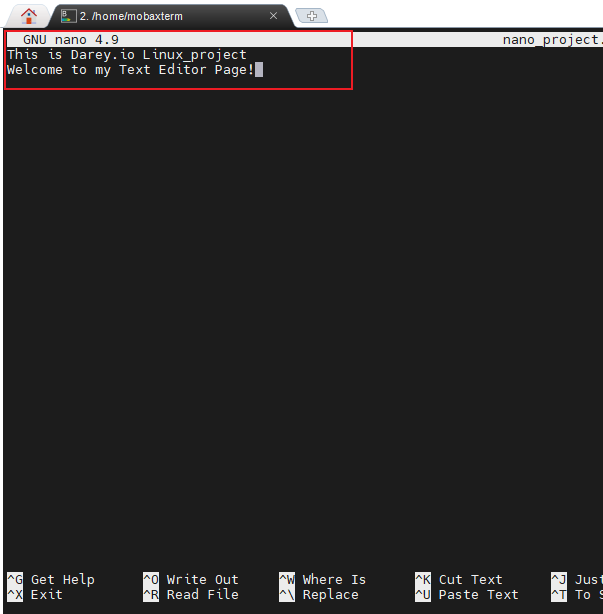 2. /home/mobaxterm
GNU nano 4.9 nano_project.
This is Darey.io Linux_project
Welcome to my Text Editor Page!
^G Get Help ^O Write Out ^W Where Is ^K Cut Text ^J Just
^X Exit ^R Read File ^\ Replace ^U Paste Text ^T To S